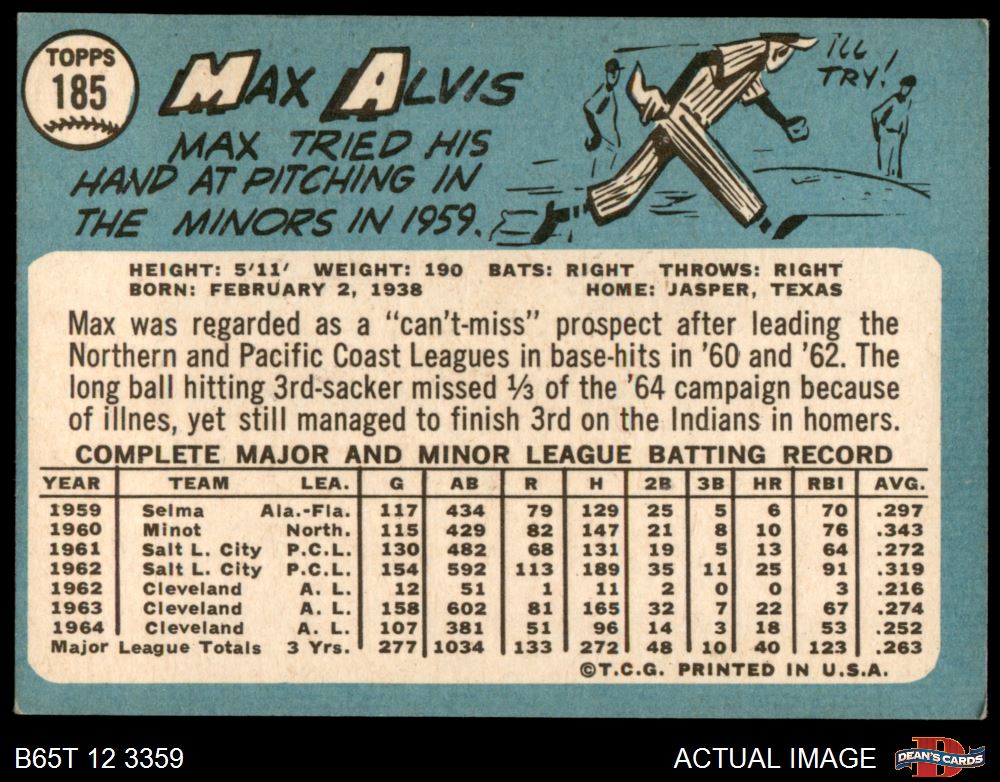 TOPPS
185
MAX ALVIS
MAX TRIED HIS
HAND AT PITCHING IN
THE MINORS IN 1959.
I'LL
TRY!
HEIGHT: 5'11' WEIGHT: 190 BATS: RIGHT THROWS: RIGHT
BORN: FEBRUARY 2, 1938 HOME: JASPER, TEXAS
Max was regarded as a "can't-miss" prospect after leading the
Northern and Pacific Coast Leagues in base-hits in '60 and '62. The
long ball hitting 3rd-sacker missed ⅓ of the '64 campaign because
of illnes, yet still managed to finish 3rd on the Indians in homers.
COMPLETE MAJOR AND MINOR LEAGUE BATTING RECORD
YEAR TEAM LEA. G AB R H 2B 3B HR RBI AVG.
1959 Selma Ala.-Fla. 117 434 79 129 25 5 6 70 .297
1960 Minot North. 115 429 82 147 21 8 10 76 .343
1961 Salt L. City P.C.L. 130 482 68 131 19 5 13 64 .272
1962 Salt L. City P.C.L. 154 592 113 189 35 11 25 91 .319
1962 Cleveland A. L. 12 51 1 11 2 0 0 3 .216
1963 Cleveland A. L. 158 602 81 165 32 7 22 67 .274
1964 Cleveland A. L. 107 381 51 96 14 3 18 53 .252
Major League Totals 3 Yrs. 277 1034 133 272 48 10 40 123 .263
©T.C.G. PRINTED IN U.S.A.
B65T 12 3359 ACTUAL IMAGE D DEAN'S CARDS